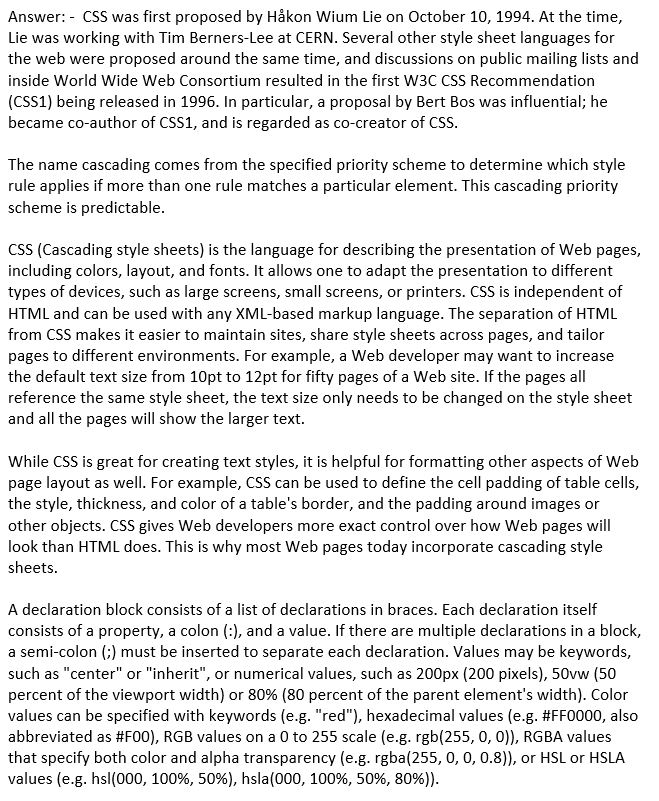 Answer: -  CSS was first proposed by Håkon Wium Lie on October 10, 1994. At the time,
Lie was working with Tim Berners-Lee at CERN. Several other style sheet languages for
the web were proposed around the same time, and discussions on public mailing lists and
inside World Wide Web Consortium resulted in the first W3C CSS Recommendation
(CSS1) being released in 1996. In particular, a proposal by Bert Bos was influential; he
became co-author of CSS1, and is regarded as co-creator of CSS.

The name cascading comes from the specified priority scheme to determine which style
rule applies if more than one rule matches a particular element. This cascading priority
scheme is predictable.

CSS (Cascading style sheets) is the language for describing the presentation of Web pages,
including colors, layout, and fonts. It allows one to adapt the presentation to different
types of devices, such as large screens, small screens, or printers. CSS is independent of
HTML and can be used with any XML-based markup language. The separation of HTML
from CSS makes it easier to maintain sites, share style sheets across pages, and tailor
pages to different environments. For example, a Web developer may want to increase
the default text size from 10pt to 12pt for fifty pages of a Web site. If the pages all
reference the same style sheet, the text size only needs to be changed on the style sheet
and all the pages will show the larger text.

While CSS is great for creating text styles, it is helpful for formatting other aspects of Web
page layout as well. For example, CSS can be used to define the cell padding of table cells,
the style, thickness, and color of a table's border, and the padding around images or
other objects. CSS gives Web developers more exact control over how Web pages will
look than HTML does. This is why most Web pages today incorporate cascading style
sheets.

A declaration block consists of a list of declarations in braces. Each declaration itself
consists of a property, a colon (:), and a value. If there are multiple declarations in a block,
a semi-colon (;) must be inserted to separate each declaration. Values may be keywords,
such as "center" or "inherit", or numerical values, such as 200px (200 pixels), 50vw (50
percent of the viewport width) or 80% (80 percent of the parent element's width). Color
values can be specified with keywords (e.g. "red"), hexadecimal values (e.g. #FF0000, also
abbreviated as #F00), RGB values on a 0 to 255 scale (e.g. rgb(255, 0, 0)), RGBA values
that specify both color and alpha transparency (e.g. rgba(255, 0, 0, 0.8)), or HSL or HSLA
values (e.g. hsl(000, 100%, 50%), hsla(000, 100%, 50%, 80%)).